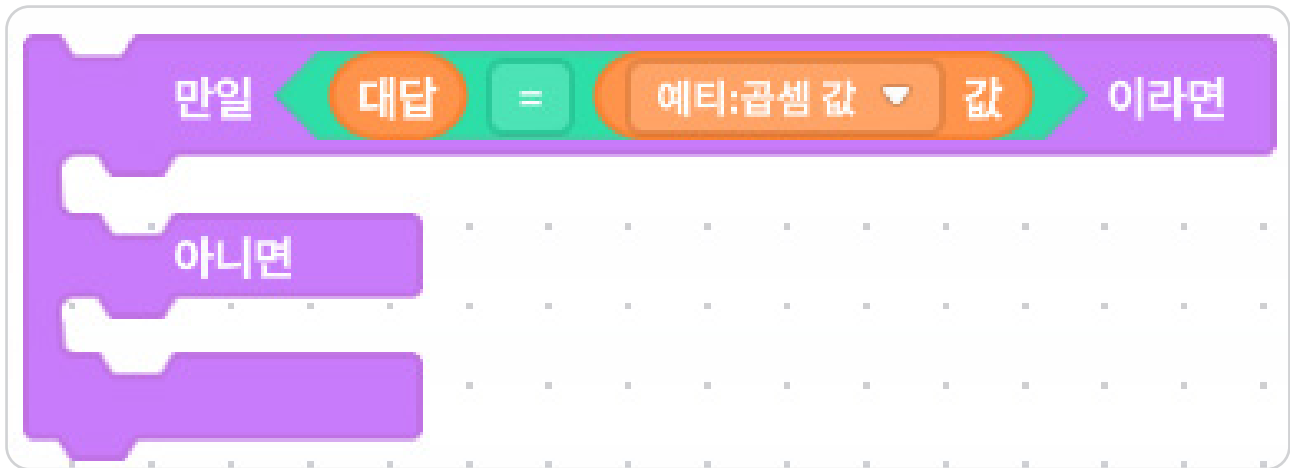 만일 대답 = 예티:곱셈 값 ▼ 값 이라면
아니면